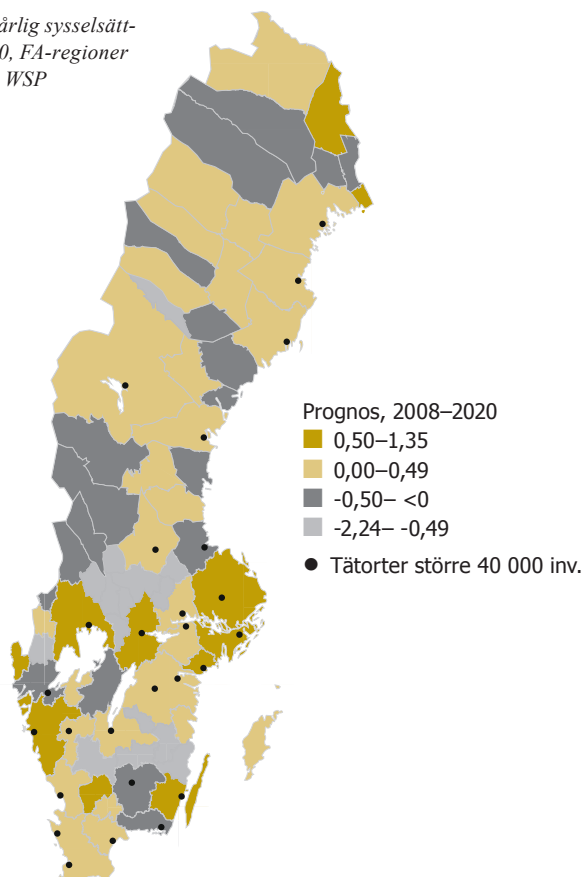 årlig sysselsätt-
0, FA-regioner
WSP
Prognos, 2008–2020
0,50–1,35
0,00–0,49
-0,50– <0
-2,24– -0,49
Tätorter större 40 000 inv.